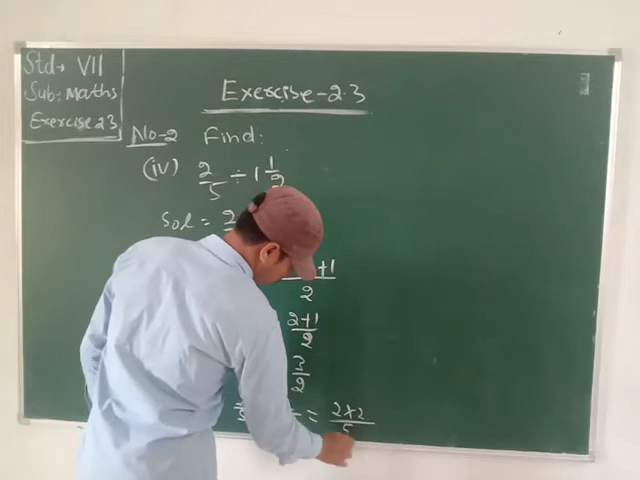 Std→ VII
Sub:- Maths
Exercise 2.3
Exercise-2.3
No-2 Find:
(iv) 2/5 ÷ 1 1/2
Sol = 2
+1
2
2+1
2
2
= 2×2
5